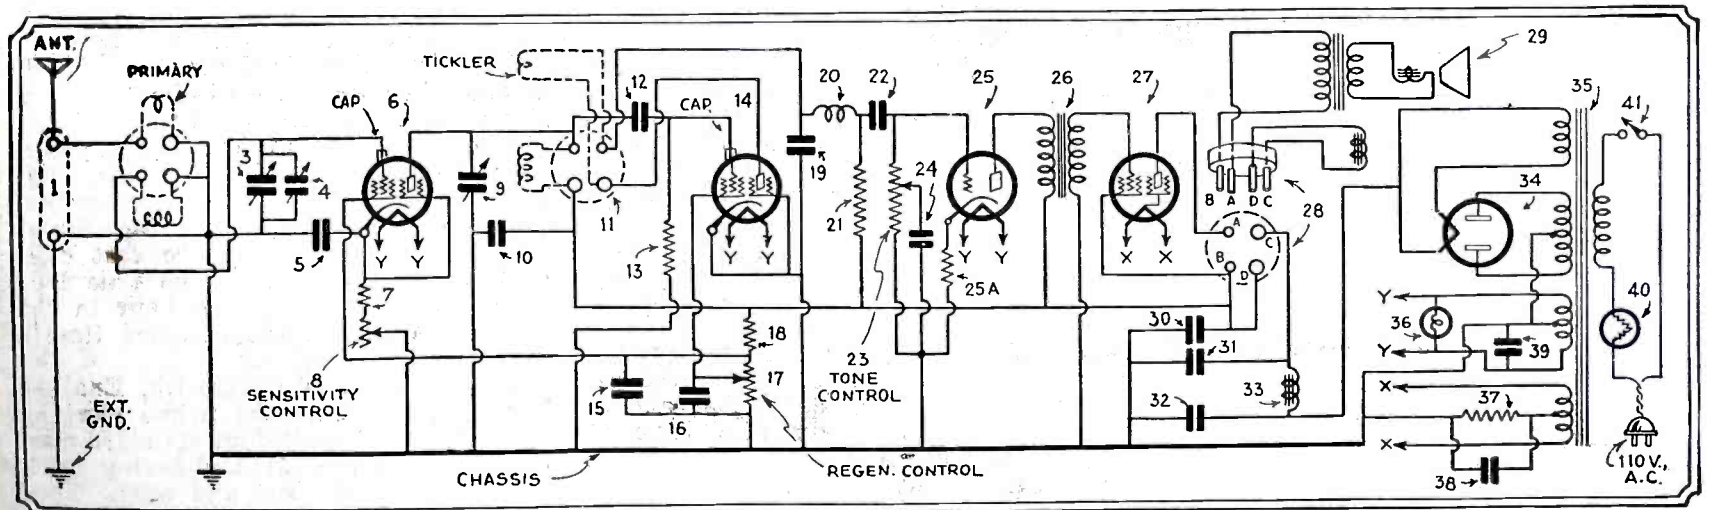 ANT.
PRIMARY
1
3
4
5
CAP.
6
7
8
SENSITIVITY
CONTROL
EXT.
GND.
TICKLER
9
10
11
12
CAP.
13
14
15
16
17
18
REGEN. CONTROL
CHASSIS
19
20
21
22
23
TONE
CONTROL
24
25
25A
26
27
Y Y
Y Y
Y Y
X X
B A D C
A
C
B
D
28
29
30
31
32
33
34
35
Y
36
Y
X
X
37
38
39
40
41
110 V.,
A.C.